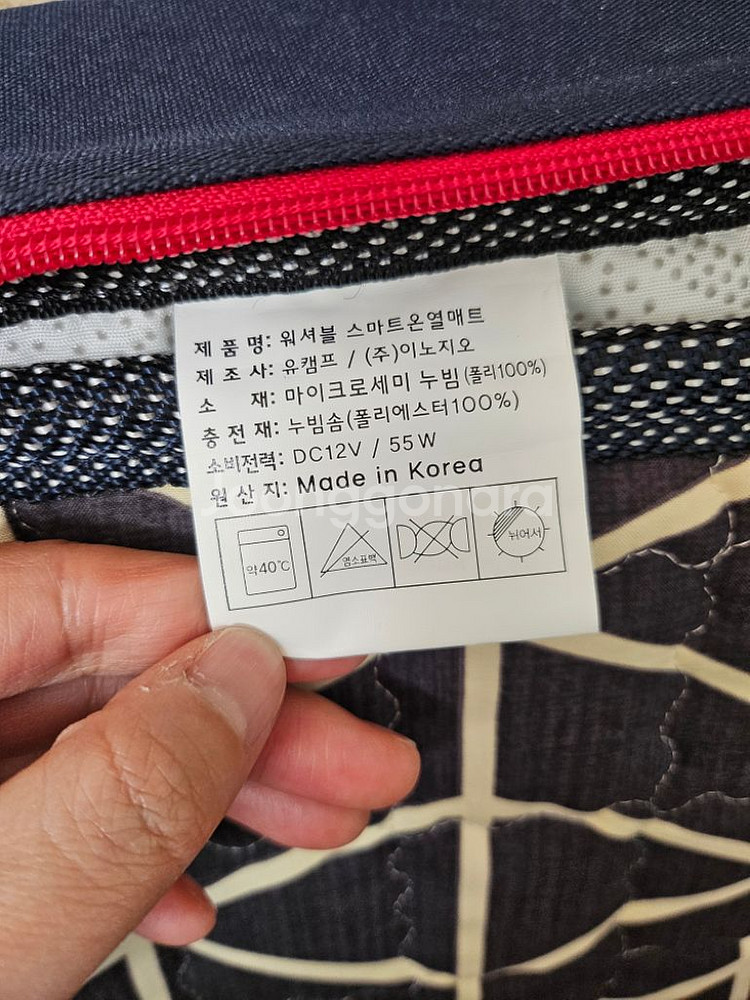 제 품 명: 워셔블 스마트온열매트
제 조 사: 유캠프 / (주)이노지오
소 재: 마이크로세미 누빔(폴리100%)
충 전 재: 누빔솜(폴리에스터100%)
소비전력: DC12V / 55W
원 산 지: Made in Korea
Joonggonara
약40℃ 염소표백 뉘어서